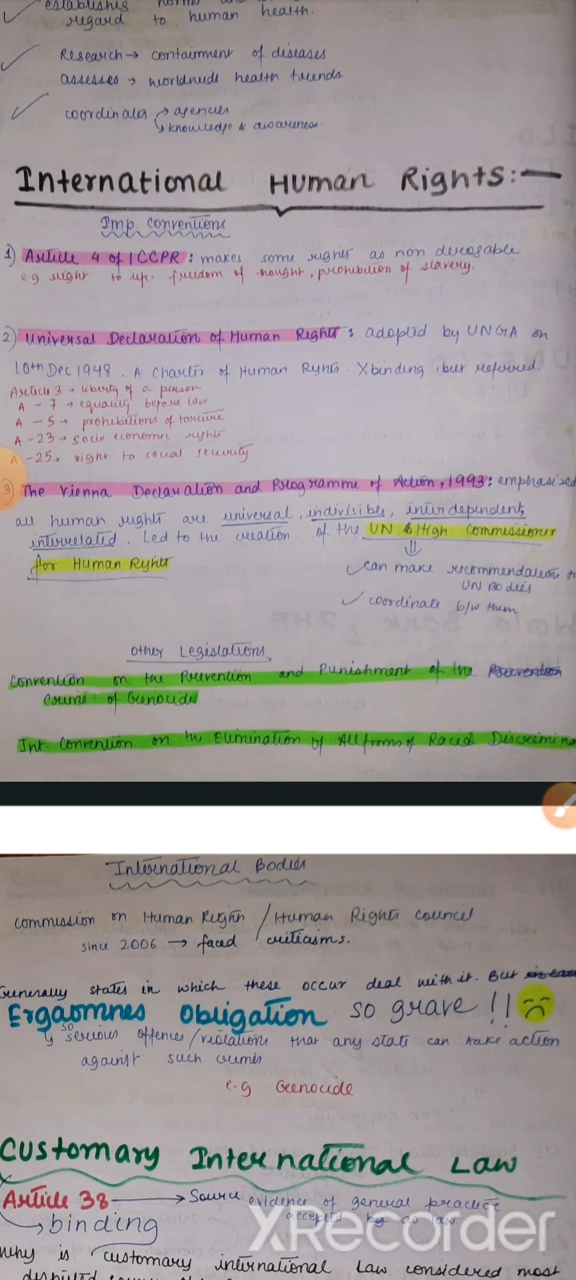 establishes norms and
regard to human health.
Research → containment of diseases
assesses → worldwide health trends
coordinates → agencies
→ knowledge & awareness
International Human Rights:-
Imp. conventions
1) Article 4 of ICCPR : makes some rights as non derogable
e.g right to life, freedom of thought, prohibition of slavery.
2) Universal Declaration of Human Rights : adopted by UNGA on
10th Dec 1948. A Charter of Human Rights. X binding, but referred
Article 3 → liberty of a person
A - 7 → equality before law
A - 5 → prohibitions of torture
A - 23 → socio economic rights
A - 25 → right to social security
3) The Vienna Declaration and Programme of Action, 1993: emphasized
all human rights are universal, indivisible, interdependent,
interrelated. Led to the creation of the UN High Commissioner
for Human Rights
✓ can make recommendations to
UN Bodies
✓ coordinate b/w them
Other Legislations
Convention on the Prevention and Punishment of the
Crime of Genocide
Int. Convention on the Elimination of All forms of Racial Discrimina
International Bodies
Commission on Human Rights / Human Rights Council
since 2006 → faced criticisms.
Generally states in which these occur deal with it. But
Ergaomnes Obligation so grave !!
so serious offences/violations that any state can take action
against such crimes
e.g Genocide
Customary International Law
Article 38 → Source evidence of general practice
accepted by as law.
→ binding
XRecorder
Why is customary international law considered most
disputed